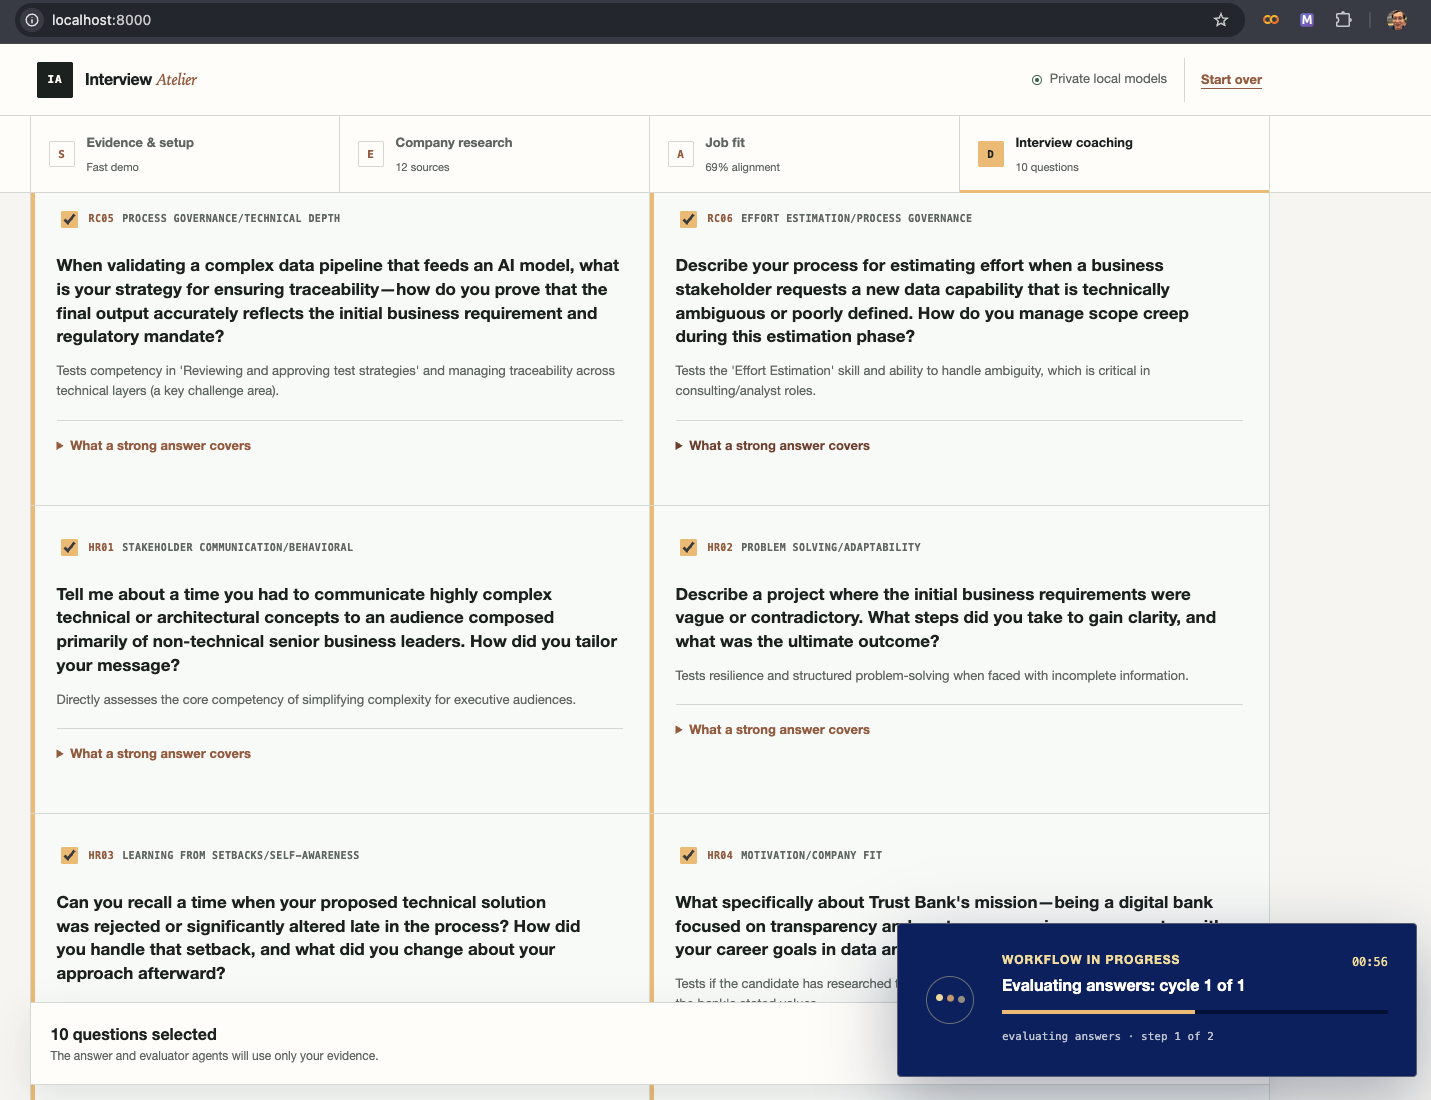 localhost:8000
M
IA
Interview Atelier
Private local models
Start over
S
Evidence & setup
Fast demo
E
Company research
12 sources
A
Job fit
69% alignment
D
Interview coaching
10 questions
RC05 PROCESS GOVERNANCE/TECHNICAL DEPTH
When validating a complex data pipeline that feeds an AI model, what
is your strategy for ensuring traceability—how do you prove that the
final output accurately reflects the initial business requirement and
regulatory mandate?
Tests competency in 'Reviewing and approving test strategies' and managing traceability across
technical layers (a key challenge area).
What a strong answer covers
RC06 EFFORT ESTIMATION/PROCESS GOVERNANCE
Describe your process for estimating effort when a business
stakeholder requests a new data capability that is technically
ambiguous or poorly defined. How do you manage scope creep
during this estimation phase?
Tests the 'Effort Estimation' skill and ability to handle ambiguity, which is critical in
consulting/analyst roles.
What a strong answer covers
HR01 STAKEHOLDER COMMUNICATION/BEHAVIORAL
Tell me about a time you had to communicate highly complex
technical or architectural concepts to an audience composed
primarily of non-technical senior business leaders. How did you tailor
your message?
Directly assesses the core competency of simplifying complexity for executive audiences.
What a strong answer covers
HR02 PROBLEM SOLVING/ADAPTABILITY
Describe a project where the initial business requirements were
vague or contradictory. What steps did you take to gain clarity, and
what was the ultimate outcome?
Tests resilience and structured problem-solving when faced with incomplete information.
What a strong answer covers
HR03 LEARNING FROM SETBACKS/SELF-AWARENESS
Can you recall a time when your proposed technical solution
was rejected or significantly altered late in the process? How did
you handle that setback, and what did you change about your
approach afterward?
HR04 MOTIVATION/COMPANY FIT
What specifically about Trust Bank's mission—being a digital bank
focused on transparency
your career goals in data
Tests if the candidate has researched
10 questions selected
The answer and evaluator agents will use only your evidence.
WORKFLOW IN PROGRESS
00:56
Evaluating answers: cycle 1 of 1
evaluating answers · step 1 of 2